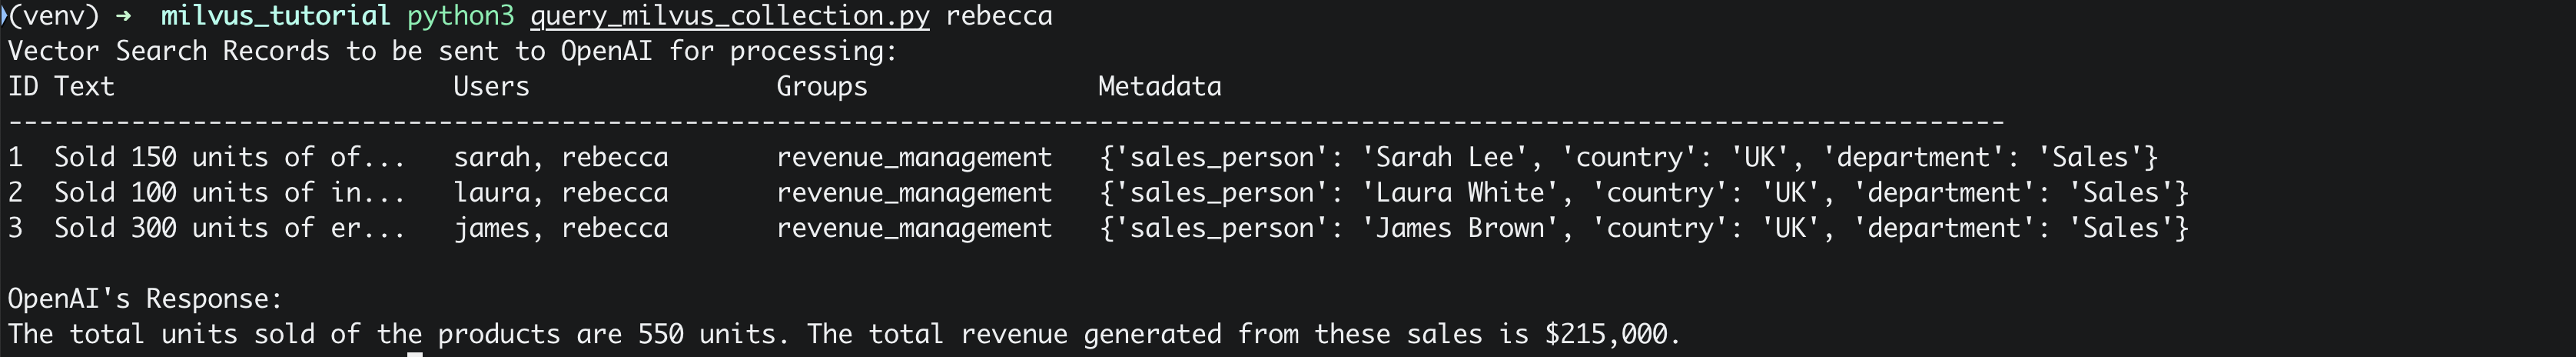 (venv) → milvus_tutorial python3 query_milvus_collection.py rebecca
Vector Search Records to be sent to OpenAI for processing:
ID Text Users Groups Metadata
----------------------------------------------------------------------------------------------------------------------------------
1 Sold 150 units of of... sarah, rebecca revenue_management {'sales_person': 'Sarah Lee', 'country': 'UK', 'department': 'Sales'}
2 Sold 100 units of in... laura, rebecca revenue_management {'sales_person': 'Laura White', 'country': 'UK', 'department': 'Sales'}
3 Sold 300 units of er... james, rebecca revenue_management {'sales_person': 'James Brown', 'country': 'UK', 'department': 'Sales'}
OpenAI's Response:
The total units sold of the products are 550 units. The total revenue generated from these sales is $215,000.